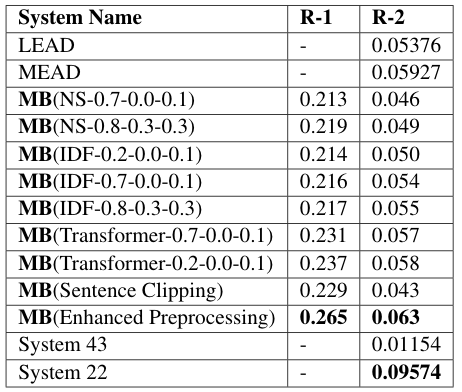 System Name R-1 R-2
LEAD - 0.05376
MEAD - 0.05927
MB(NS-0.7-0.0-0.1) 0.213 0.046
MB(NS-0.8-0.3-0.3) 0.219 0.049
MB(IDF-0.2-0.0-0.1) 0.214 0.050
MB(IDF-0.7-0.0-0.1) 0.216 0.054
MB(IDF-0.8-0.3-0.3) 0.217 0.055
MB(Transformer-0.7-0.0-0.1) 0.231 0.057
MB(Transformer-0.2-0.0-0.1) 0.237 0.058
MB(Sentence Clipping) 0.229 0.043
MB(Enhanced Preprocessing) 0.265 0.063
System 43 - 0.01154
System 22 - 0.09574